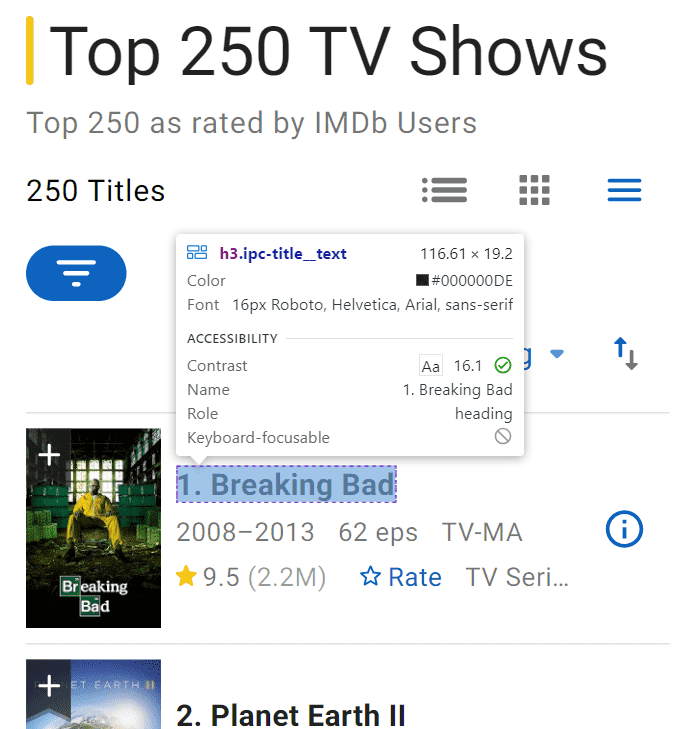 Top 250 TV Shows
Top 250 as rated by IMDb Users
250 Titles
h3.ipc-title__text 116.61 × 19.2
Color #000000DE
Font 16px Roboto, Helvetica, Arial, sans-serif
ACCESSIBILITY
Contrast Aa 16.1
Name 1. Breaking Bad
Role heading
Keyboard-focusable
g
1. Breaking Bad
2008–2013 62 eps TV-MA
9.5 (2.2M) Rate TV Seri...
Breaking
Bad
PLANET EARTH II
2. Planet Earth II